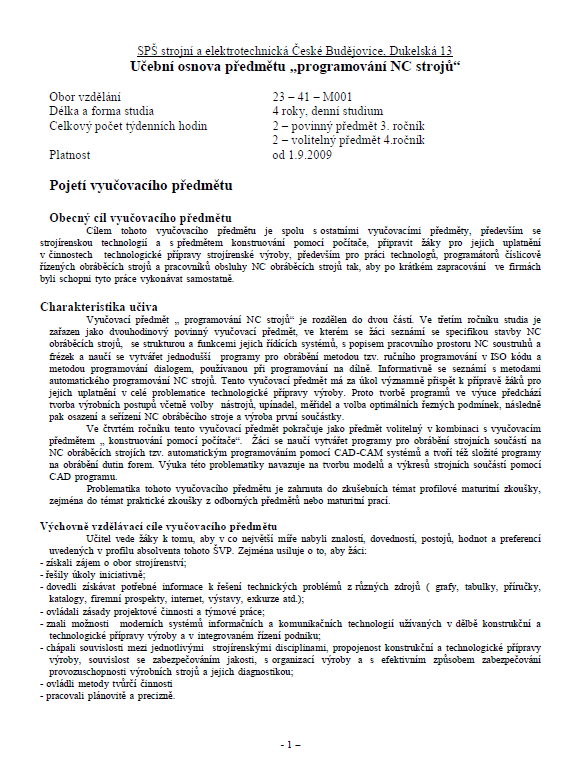 SPŠ strojní a elektrotechnická České Budějovice, Dukelská 13
Učební osnova předmětu „programování NC strojů“
Obor vzdělání 23 – 41 – M001
Délka a forma studia 4 roky, denní studium
Celkový počet týdenních hodin 2 – povinný předmět 3. ročník
2 – volitelný předmět 4.ročník
Platnost od 1.9.2009
Pojetí vyučovacího předmětu
Obecný cíl vyučovacího předmětu
Cílem tohoto vyučovacího předmětu je spolu s ostatními vyučovacími předměty, především se
strojírenskou technologií a s předmětem konstruování pomocí počítače, připravit žáky pro jejich uplatnění
v činnostech technologické přípravy strojírenské výroby, především pro práci technologů, programátorů číslicově
řízených obráběcích strojů a pracovníků obsluhy NC obráběcích strojů tak, aby po krátkém zapracování ve firmách
byli schopni tyto práce vykonávat samostatně.
Charakteristika učiva
Vyučovací předmět „ programování NC strojů“ je rozdělen do dvou částí. Ve třetím ročníku studia je
zařazen jako dvouhodinový povinný vyučovací předmět, ve kterém se žáci seznámí se specifikou stavby NC
obráběcích strojů, se strukturou a funkcemi jejich řídících systémů, s popisem pracovního prostoru NC soustruhů a
frézek a naučí se vytvářet jednodušší programy pro obrábění metodou tzv. ručního programování v ISO kódu a
metodou programování dialogem, používanou při programování na dílně. Informativně se seznámí s metodami
automatického programování NC strojů. Tento vyučovací předmět má za úkol významně přispět k přípravě žáků pro
jejich uplatnění v celé problematice technologické přípravy výroby. Proto tvorbě programů ve výuce předchází
tvorba výrobních postupů včetně volby nástrojů, upínadel, měřidel a volba optimálních řezných podmínek, následně
pak osazení a seřízení NC obráběcího stroje a výroba první součástky.
Ve čtvrtém ročníku tento vyučovací předmět pokračuje jako předmět volitelný v kombinaci s vyučovacím
předmětem „ konstruování pomocí počítače“. Žáci se naučí vytvářet programy pro obrábění strojních součástí na
NC obráběcích strojích tzv. automatickým programováním pomocí CAD-CAM systémů a tvoří též složité programy
na obrábění dutin forem. Výuka této problematiky navazuje na tvorbu modelů a výkresů strojních součástí pomocí
CAD programu.
Problematika tohoto vyučovacího předmětu je zahrnuta do zkušebních témat profilové maturitní zkoušky,
zejména do témat praktické zkoušky z odborných předmětů nebo maturitní prací.
Výchovně vzdělávací cíle vyučovacího předmětu
Učitel vede žáky k tomu, aby v co největší míře nabyli znalostí, dovedností, postojů, hodnot a preferencí
uvedených v profilu absolventa tohoto ŠVP. Zejména usiluje o to, aby žáci:
- získali zájem o obor strojírenství;
- řešily úkoly iniciativně;
- dovedli získávat potřebné informace k řešení technických problémů z různých zdrojů ( grafy, tabulky, příručky,
katalogy, firemní prospekty, internet, výstavy, exkurze atd.);
- ovládali zásady projektové činnosti a týmové práce;
- znali možnosti moderních systémů informačních a komunikačních technologií užívaných v dělbě konstrukční a
technologické přípravy výroby a v integrovaném řízení podniku;
- chápali souvislosti mezi jednotlivými strojírenskými disciplinami, propojenost konstrukční a technologické přípravy
výroby, souvislost se zabezpečováním jakosti, s organizací výroby a s efektivním způsobem zabezpečování
provozuschopnosti výrobních strojů a jejich diagnostikou;
- ovládli metody tvůrčí činnosti
- pracovali plánovitě a precizně.
- 1 –